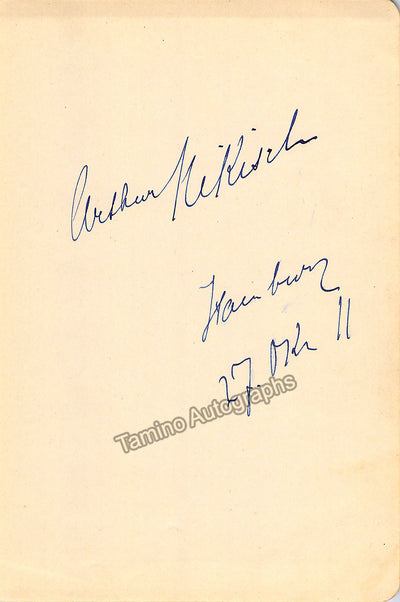 Arthur Nikisch
Hamburg
27. Okt 11
Tamino Autographs